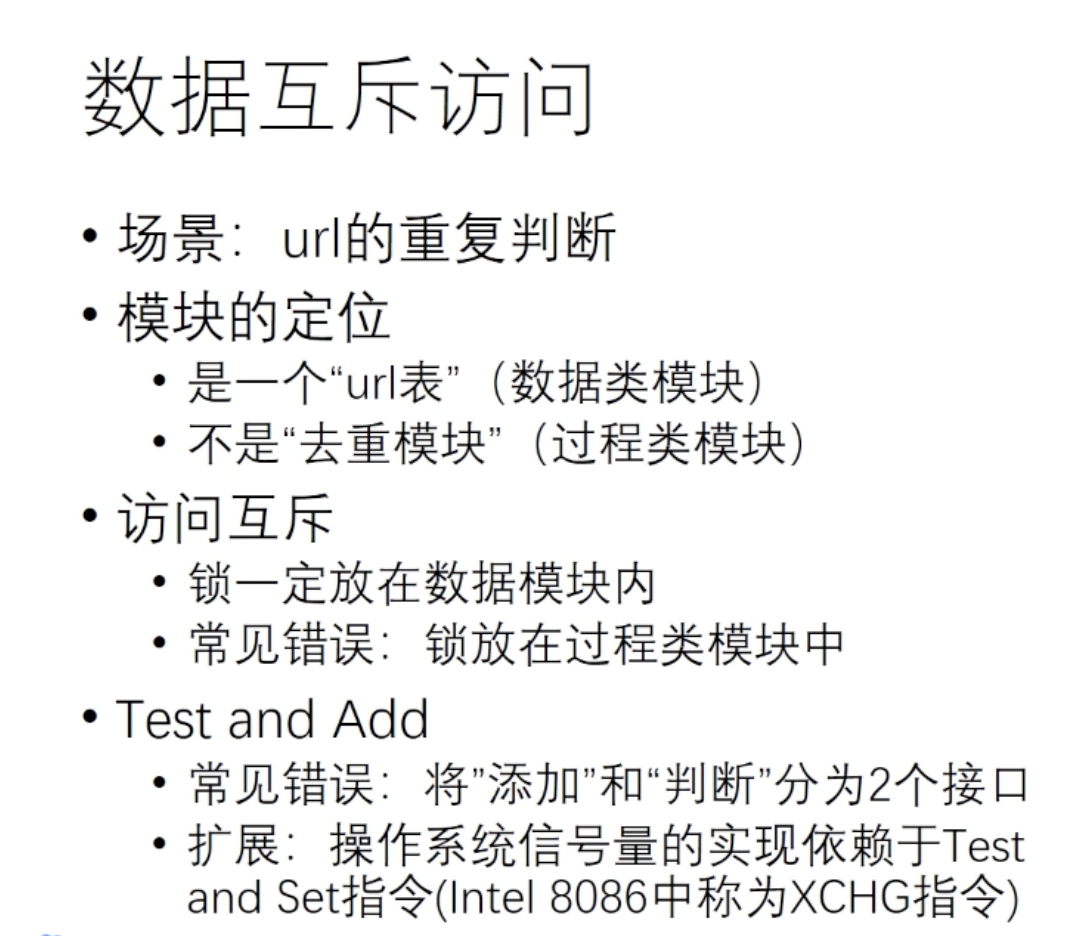 数据互斥访问
• 场景：url的重复判断
• 模块的定位
• 是一个“url表”（数据类模块）
• 不是“去重模块”（过程类模块）
• 访问互斥
• 锁一定放在数据模块内
• 常见错误：锁放在过程类模块中
• Test and Add
• 常见错误：将”添加”和“判断”分为2个接口
• 扩展：操作系统信号量的实现依赖于Test
and Set指令(Intel 8086中称为XCHG指令)